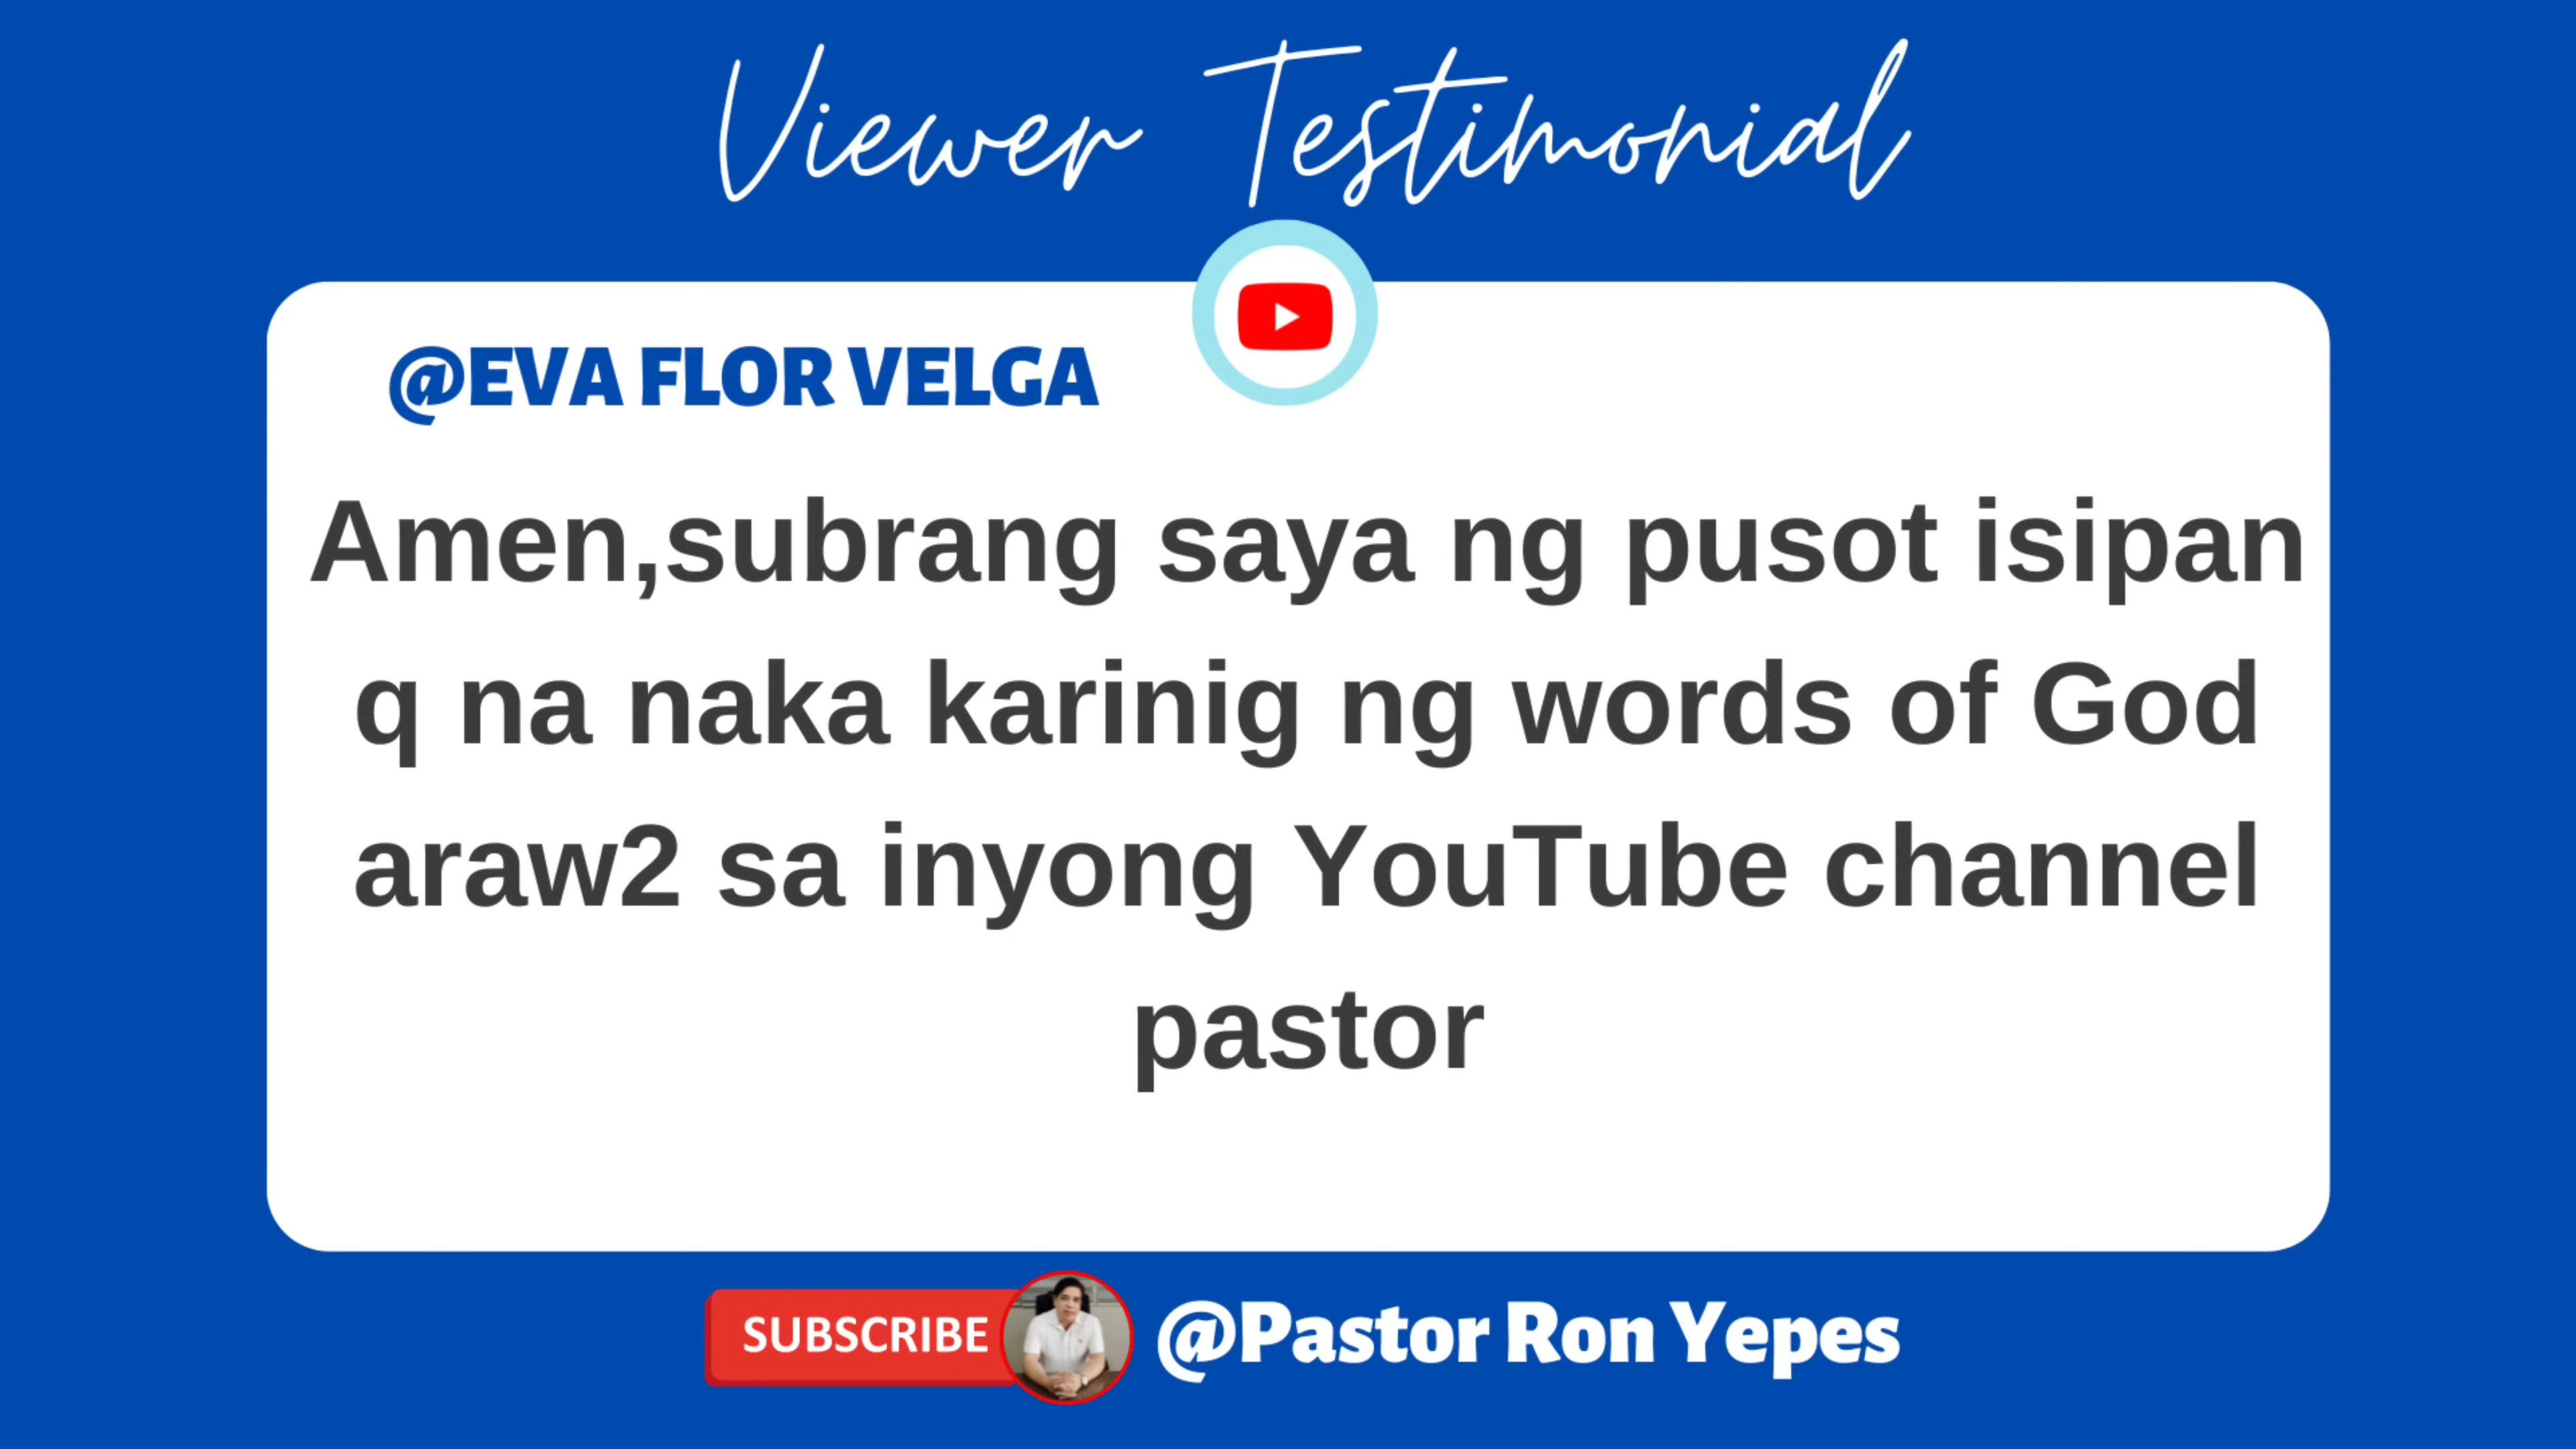 Viewer Testimonial
@EVA FLOR VELGA
Amen,subrang saya ng pusot isipan
q na naka karinig ng words of God
araw2 sa inyong YouTube channel
pastor
SUBSCRIBE @Pastor Ron Yepes